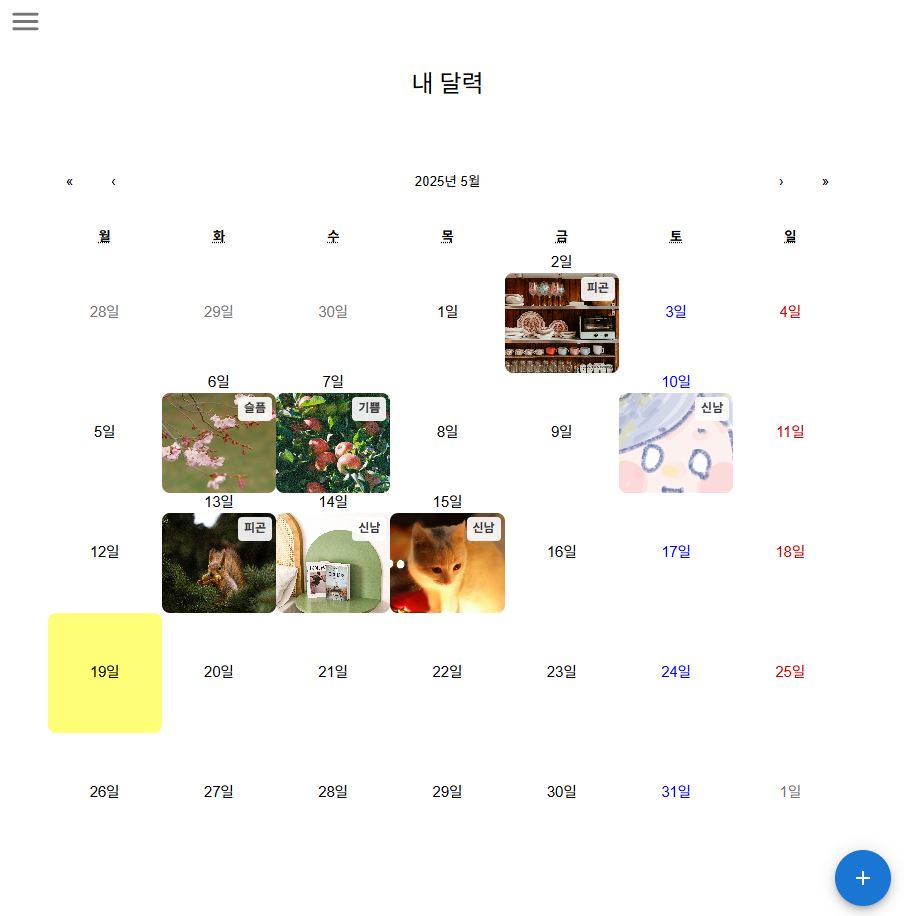 내 달력
« ‹ 2025년 5월 › »
월 화 수 목 금 토 일
28일 29일 30일 1일 2일 3일 4일
피곤
5일 6일 7일 8일 9일 10일 11일
슬픔 기쁨 신남
12일 13일 14일 15일 16일 17일 18일
피곤 신남 신남
19일 20일 21일 22일 23일 24일 25일
26일 27일 28일 29일 30일 31일 1일
+